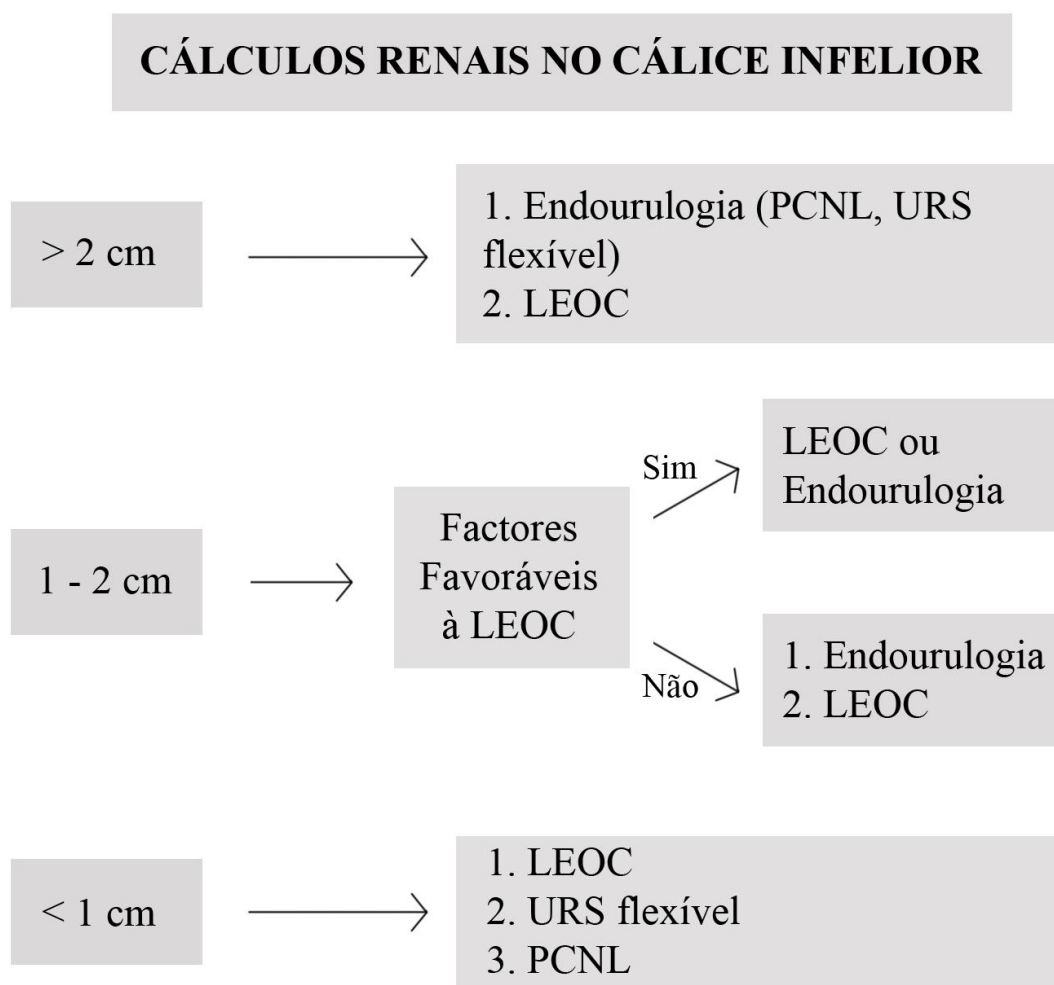 CÁLCULOS RENAIS NO CÁLICE INFELIOR
> 2 cm
1. Endourulogia (PCNL, URS
flexível)
2. LEOC
1 - 2 cm
Factores
Favoráveis
à LEOC
Sim
LEOC ou
Endourulogia
Não
1. Endourulogia
2. LEOC
< 1 cm
1. LEOC
2. URS flexível
3. PCNL